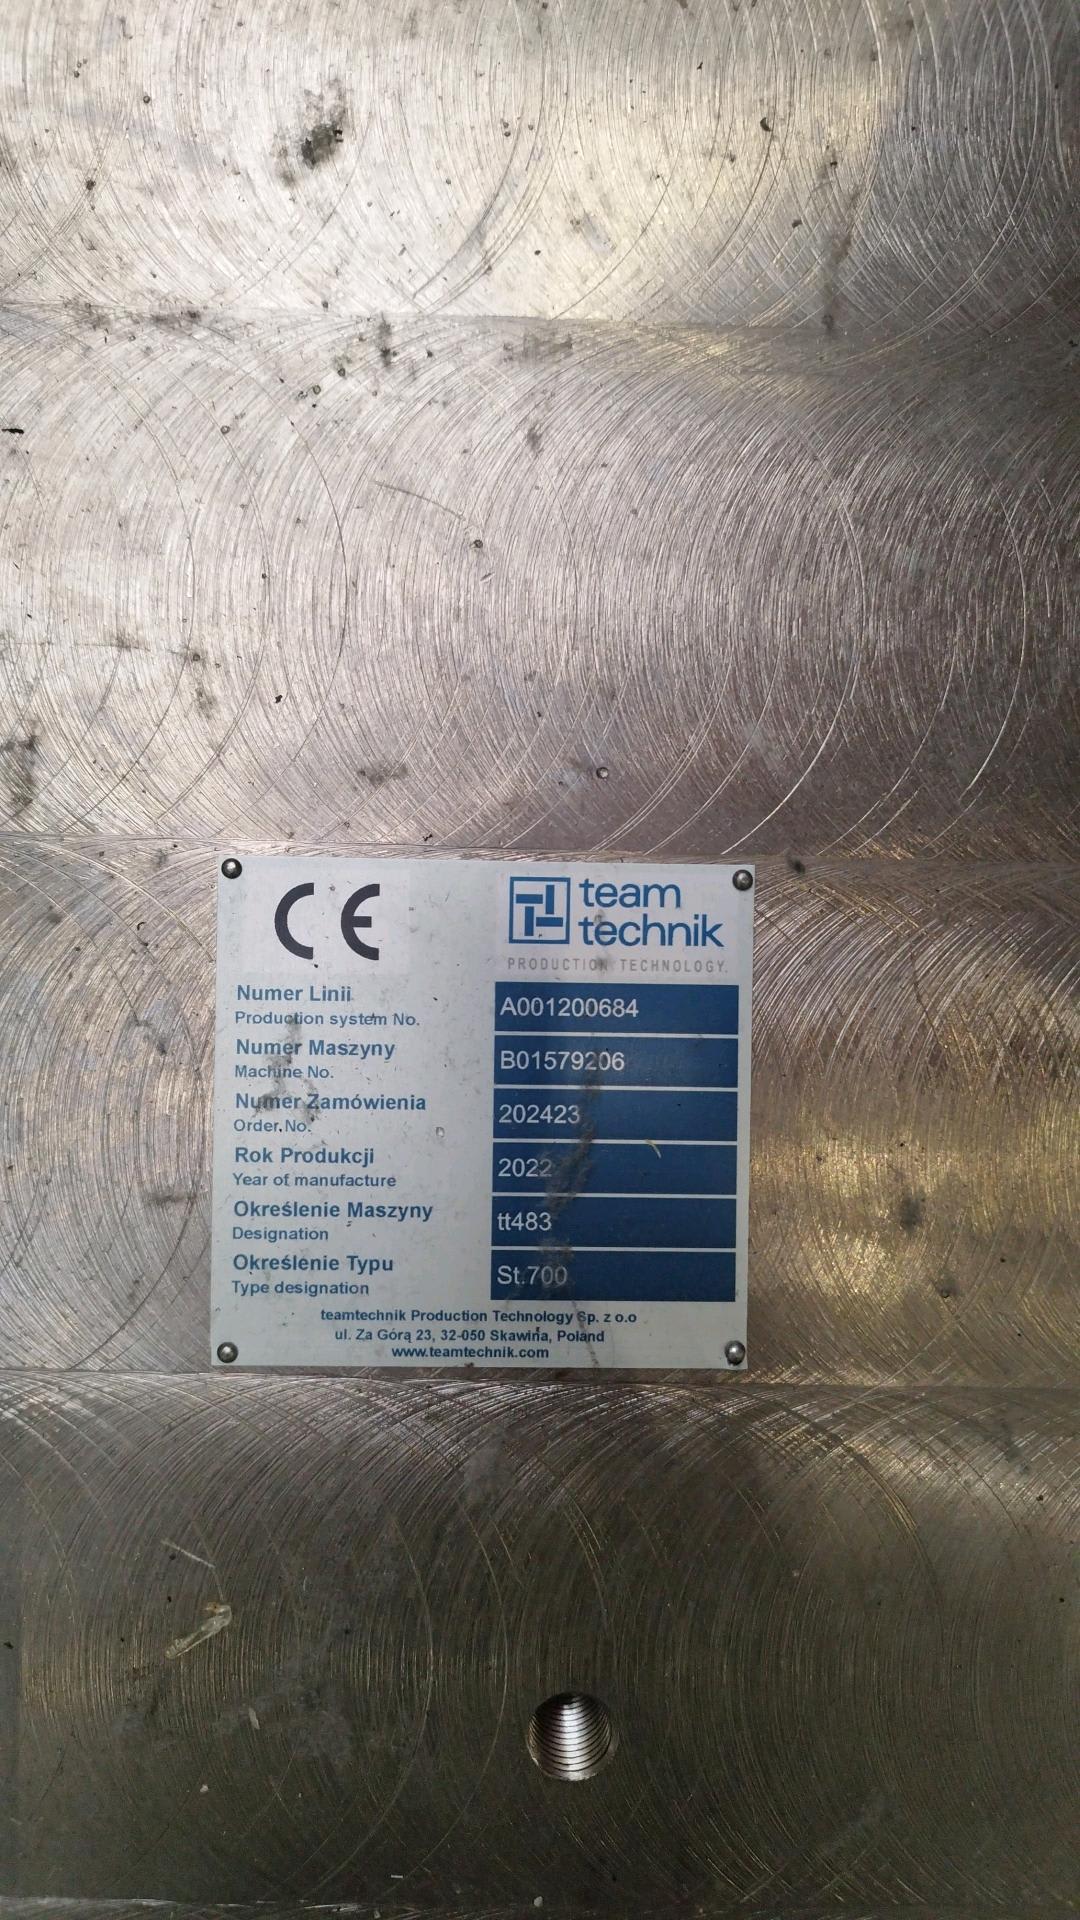 CE
team
technik
PRODUCTION TECHNOLOGY.
Numer Linii
Production system No.
A001200684
Numer Maszyny
Machine No.
B01579206
Numer Zamówienia
Order No.
202423
Rok Produkcji
Year of manufacture
2022
Określenie Maszyny
Designation
tt483
Określenie Typu
Type designation
St.700
teamtechnik Production Technology Sp. z o.o
ul. Za Górą 23, 32-050 Skawina, Poland
www.teamtechnik.com